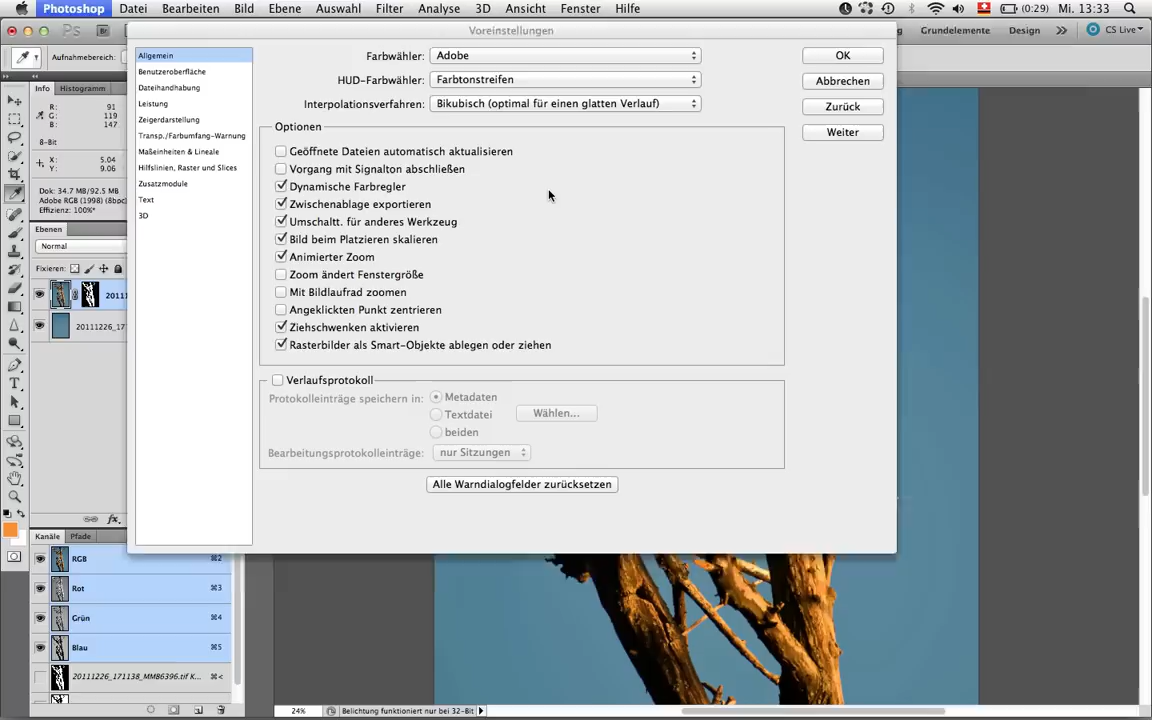 Photoshop Datei Bearbeiten Bild Ebene Auswahl Filter Analyse 3D Ansicht Fenster Hilfe (0:29) Mi. 13:33
Voreinstellungen
Ps Br Grundelemente Design CS Live
Aufnahmebereich:
Info Histogramm
R: 91
G: 119
B: 147
8-Bit
X: 5.04
Y: 9.06
Dok: 34.7 MB/92.5 MB
Adobe RGB (1998) (8bpc)
Effizienz: 100%*
Ebenen
Normal
Fixieren:
20111
20111226_17
fx
Kanäle Pfade
RGB ⌘2
Rot ⌘3
Grün ⌘4
Blau ⌘5
20111226_171138_MM86396.tif K... ⌘<
Allgemein
Benutzeroberfläche
Dateihandhabung
Leistung
Zeigerdarstellung
Transp./Farbumfang-Warnung
Maßeinheiten & Lineale
Hilfslinien, Raster und Slices
Zusatzmodule
Text
3D
Farbwähler: Adobe
HUD-Farbwähler: Farbtonstreifen
Interpolationsverfahren: Bikubisch (optimal für einen glatten Verlauf)
OK
Abbrechen
Zurück
Weiter
Optionen
Geöffnete Dateien automatisch aktualisieren
Vorgang mit Signalton abschließen
Dynamische Farbregler
Zwischenablage exportieren
Umschaltt. für anderes Werkzeug
Bild beim Platzieren skalieren
Animierter Zoom
Zoom ändert Fenstergröße
Mit Bildlaufrad zoomen
Angeklickten Punkt zentrieren
Ziehschwenken aktivieren
Rasterbilder als Smart-Objekte ablegen oder ziehen
Verlaufsprotokoll
Protokolleinträge speichern in: Metadaten
Textdatei Wählen...
beiden
Bearbeitungsprotokolleinträge: nur Sitzungen
Alle Warndialogfelder zurücksetzen
24% Belichtung funktioniert nur bei 32-Bit